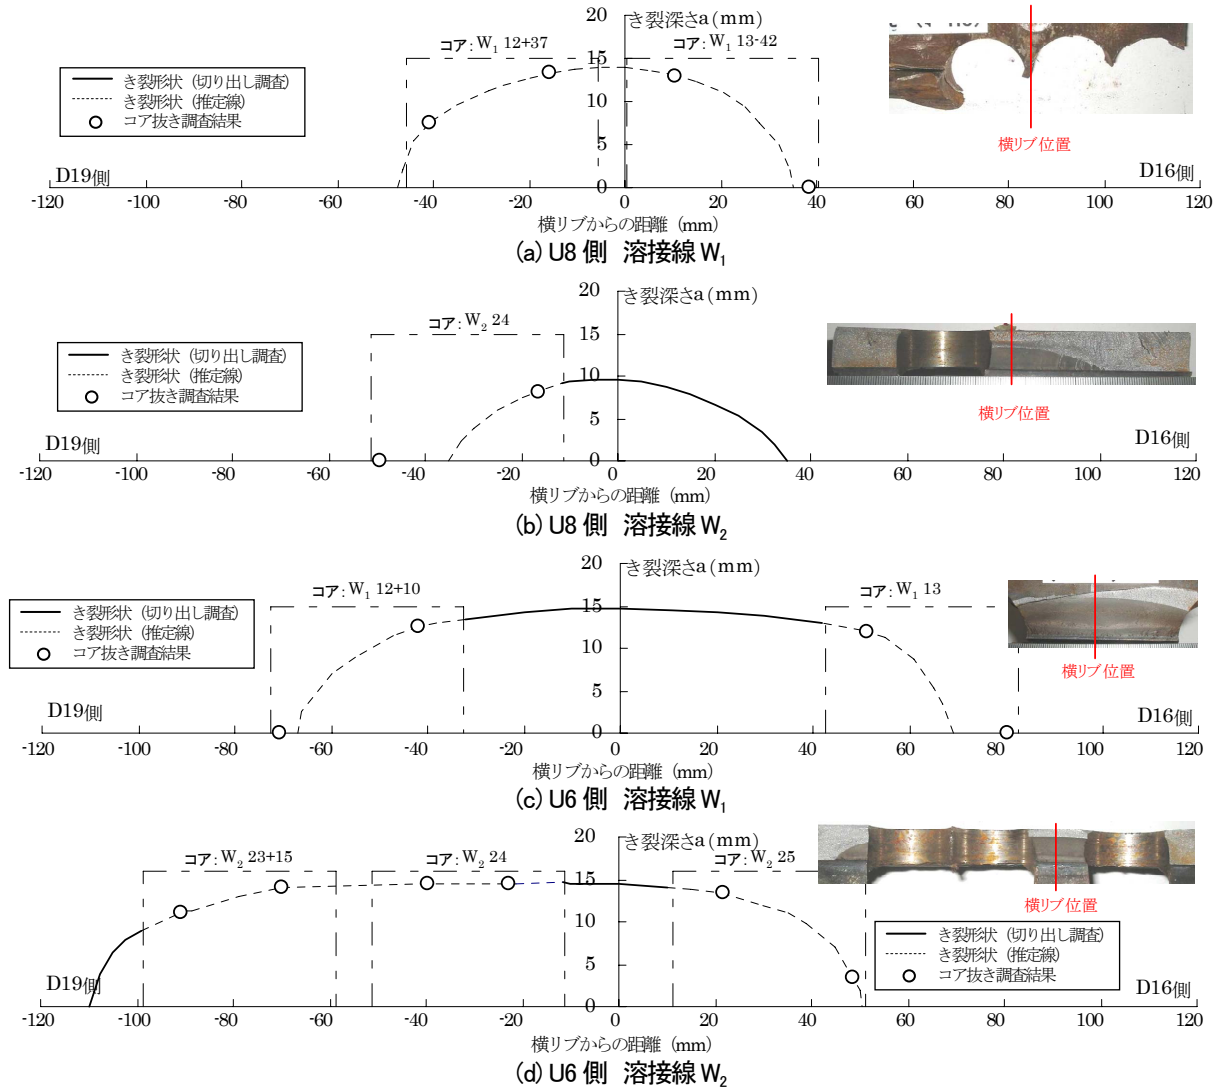 き裂深さa(mm)
コア: W₁ 12+37
コア: W₁ 13-42
き裂形状 (切り出し調査)
き裂形状 (推定線)
コア抜き調査結果
横リブ位置
20
15
10
5
0
D19側
D16側
-120 -100 -80 -60 -40 -20 0 20 40 60 80 100 120
横リブからの距離 (mm)
(a) U8 側 溶接線 W₁
き裂深さa(mm)
コア: W₂ 24
き裂形状 (切り出し調査)
き裂形状 (推定線)
コア抜き調査結果
横リブ位置
20
15
10
5
0
D19側
D16側
-120 -100 -80 -60 -40 -20 0 20 40 60 80 100 120
横リブからの距離 (mm)
(b) U8 側 溶接線 W₂
き裂深さa(mm)
コア: W₁ 12+10
コア: W₁ 13
き裂形状 (切り出し調査)
き裂形状 (推定線)
コア抜き調査結果
横リブ位置
20
15
10
5
0
D19側
D16側
-120 -100 -80 -60 -40 -20 0 20 40 60 80 100 120
横リブからの距離 (mm)
(c) U6 側 溶接線 W₁
き裂深さa(mm)
コア: W₂ 23+15
コア: W₂ 24
コア: W₂ 25
横リブ位置
き裂形状 (切り出し調査)
き裂形状 (推定線)
コア抜き調査結果
20
15
10
5
0
D19側
D16側
-120 -100 -80 -60 -40 -20 0 20 40 60 80 100 120
横リブからの距離 (mm)
(d) U6 側 溶接線 W₂